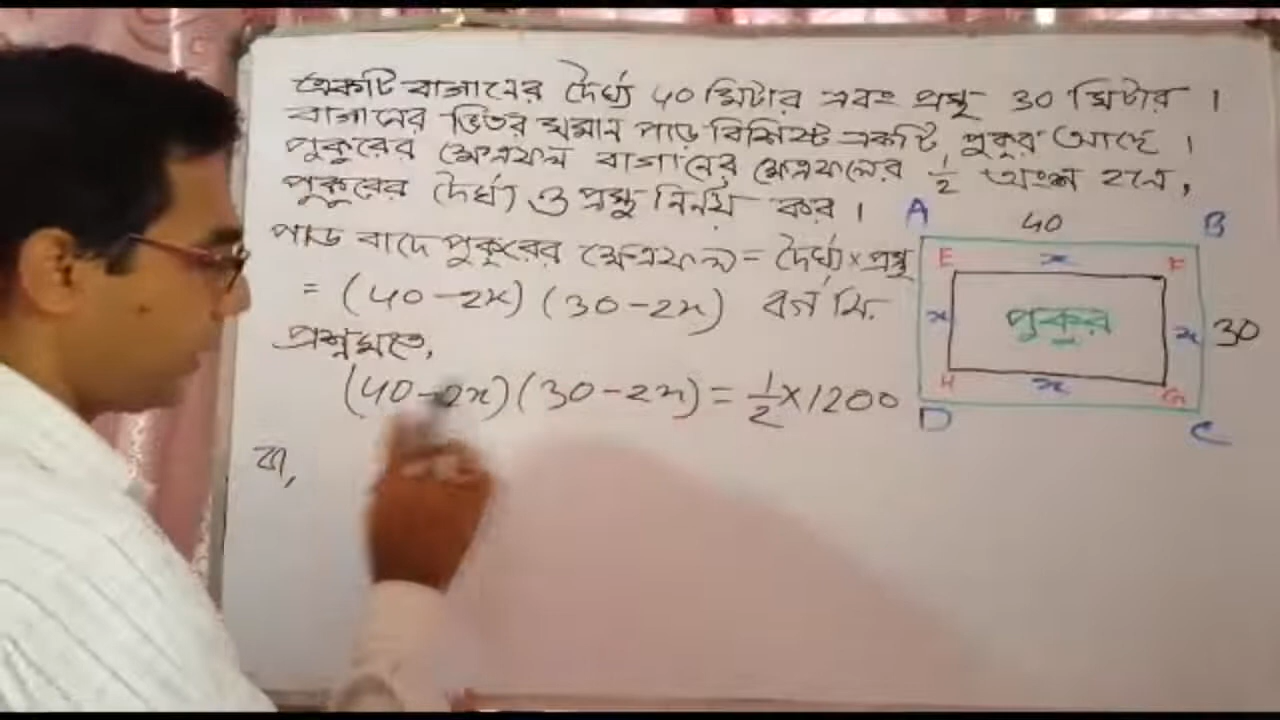 একটি বাগানের দৈর্ঘ্য 40 মিটার এবং প্রস্থ 30 মিটার ।
বাগানের ভিতর সমান পাড় বিশিষ্ট একটি পুকুর আছে ।
পুকুরের ক্ষেত্রফল বাগানের ক্ষেত্রফলের 1/2 অংশ হলে,
পুকুরের দৈর্ঘ্য ও প্রস্থ নির্নয় কর ।
পাড় বাদে পুকুরের ক্ষেত্রফল = দৈর্ঘ্য × প্রস্থ
= (40 - 2x) (30 - 2x) বর্গ মি.
প্রশ্নমতে,
(40 - 2x) (30 - 2x) = 1/2 × 1200
বা,
A 40 B
E x F
x পুকুর x 30
H x G
D C